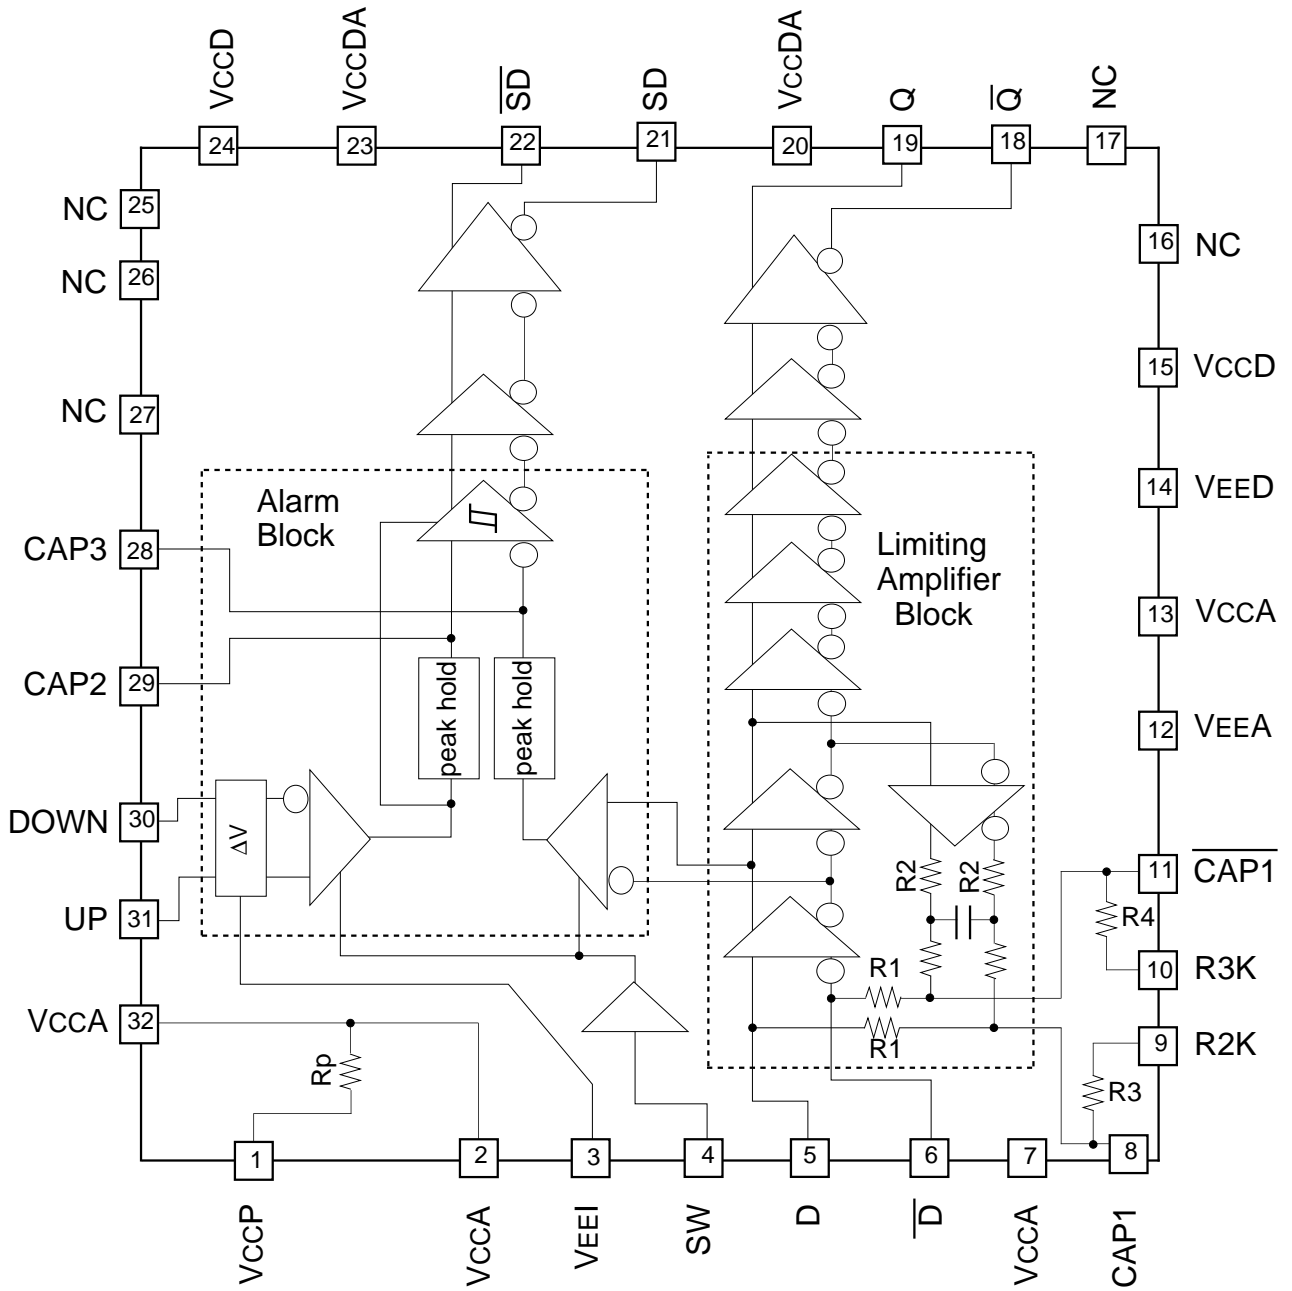 VCCD
VCCDA
S̅D̅
SD
VCCDA
Q
Q̅
NC
24
23
22
21
20
19
18
17
NC 25
16 NC
NC 26
15 VCCD
NC 27
14 VEED
Alarm
Block
CAP3 28
Limiting
Amplifier
Block
13 VCCA
CAP2 29
peak hold
peak hold
12 VEEA
DOWN 30
ΔV
R2
R2
11 C̅A̅P̅1̅
UP 31
R4
R1
10 R3K
VCCA 32
R1
9 R2K
Rp
R3
1
2
3
4
5
6
7
8
VCCP
VCCA
VEEI
SW
D
D̅
VCCA
CAP1